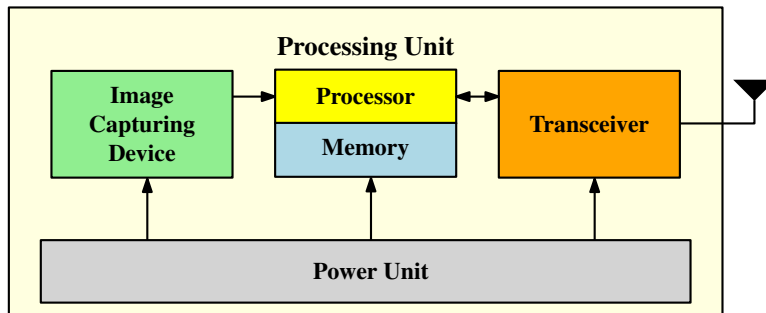 Processing Unit
Image
Capturing
Device
Processor
Memory
Transceiver
Power Unit